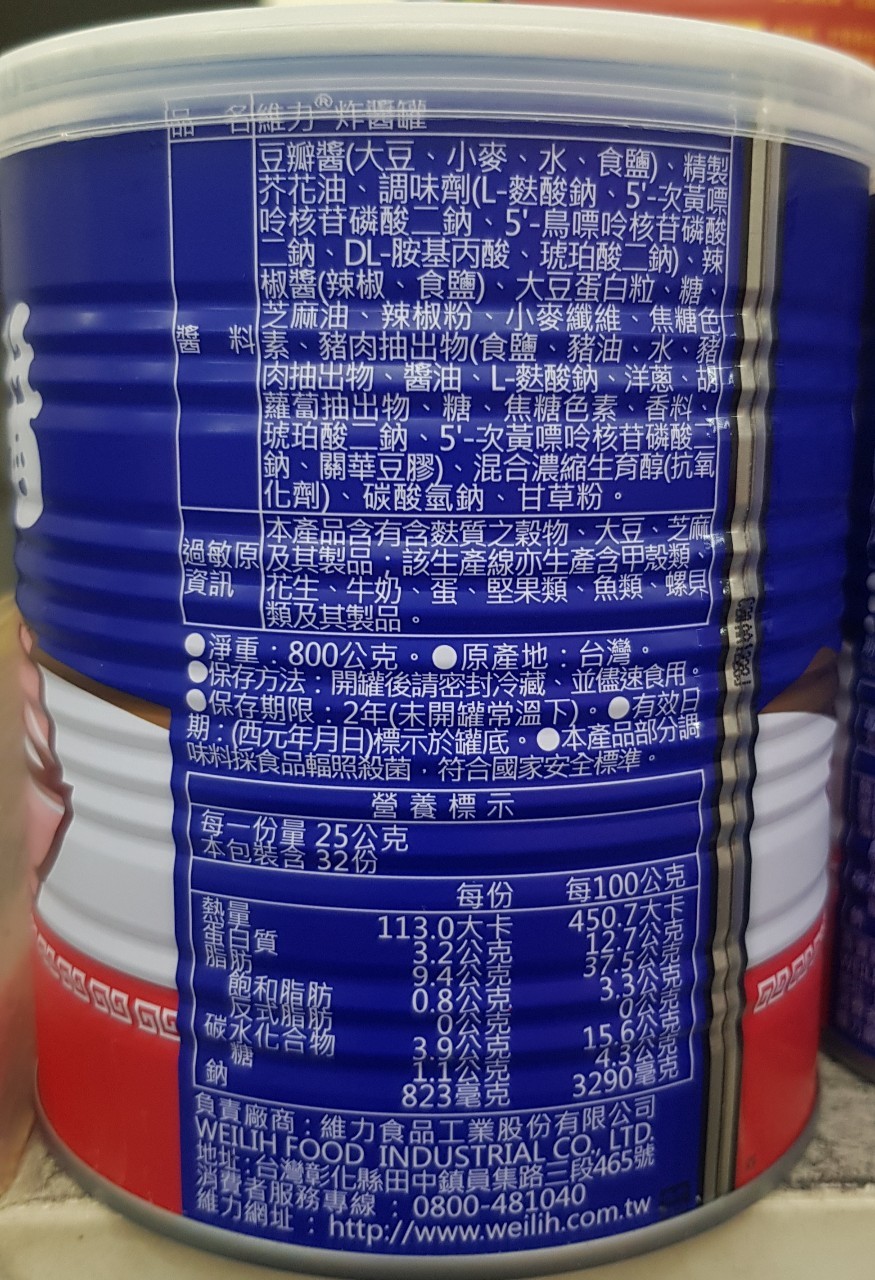 品 名 維力® 炸醬罐
豆瓣醬(大豆、小麥、水、食鹽)、精製
芥花油、調味劑(L-麩酸鈉、5'-次黃嘌
呤核苷磷酸二鈉、5'-鳥嘌呤核苷磷酸
二鈉、DL-胺基丙酸、琥珀酸二鈉)、辣
椒醬(辣椒、食鹽)、大豆蛋白粒、糖、
芝麻油、辣椒粉、小麥纖維、焦糖色
醬 料 素、豬肉抽出物(食鹽、豬油、水、豬
肉抽出物、醬油、L-麩酸鈉、洋蔥、胡
蘿蔔抽出物、糖、焦糖色素、香料、
琥珀酸二鈉、5'-次黃嘌呤核苷磷酸二
鈉、關華豆膠)、混合濃縮生育醇(抗氧
化劑)、碳酸氫鈉、甘草粉。
本產品含有含麩質之穀物、大豆、芝麻
過敏原 及其製品；該生產線亦生產含甲殼類、
資訊 花生、牛奶、蛋、堅果類、魚類、螺貝
類及其製品。
●淨重：800公克。●原產地：台灣。
●保存方法：開罐後請密封冷藏、並儘速食用。
●保存期限：2年(未開罐常溫下)。●有效日
期：(西元年月日)標示於罐底。●本產品部分調
味料採食品輻照殺菌，符合國家安全標準。
營養標示
每一份量 25公克
本包裝含 32份
每份 每100公克
熱量 113.0大卡 450.7大卡
蛋白質 3.2公克 12.7公克
脂肪 9.4公克 37.5公克
飽和脂肪 0.8公克 3.3公克
反式脂肪 0公克 0公克
碳水化合物 3.9公克 15.6公克
糖 1.1公克 4.3公克
鈉 823毫克 3290毫克
負責廠商：維力食品工業股份有限公司
WEILIH FOOD INDUSTRIAL CO., LTD.
地址：台灣彰化縣田中鎮員集路三段465號
消費者服務專線：0800-481040
維力網址：http://www.weilih.com.tw